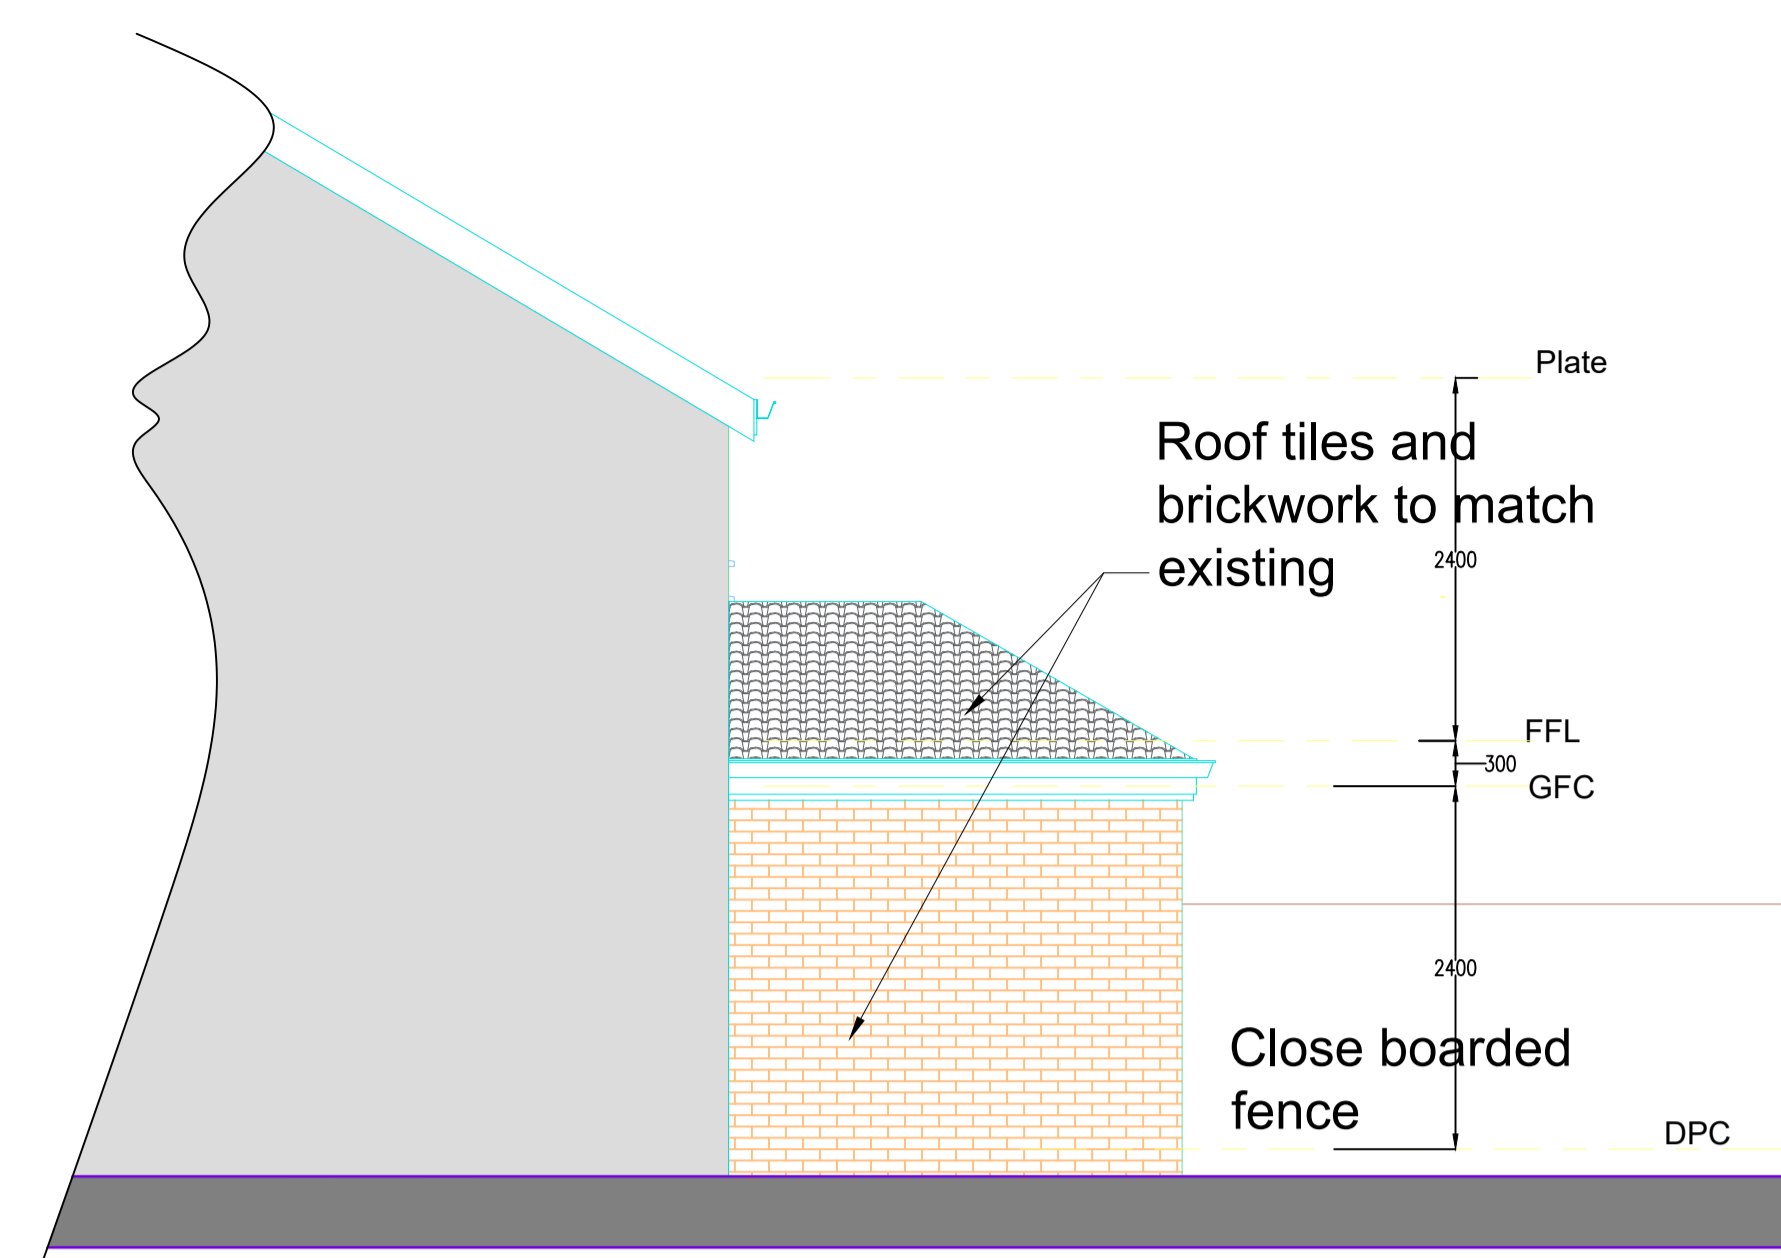 Plate
Roof tiles and
brickwork to match
existing
2400
FFL
300
GFC
2400
Close boarded
fence
DPC